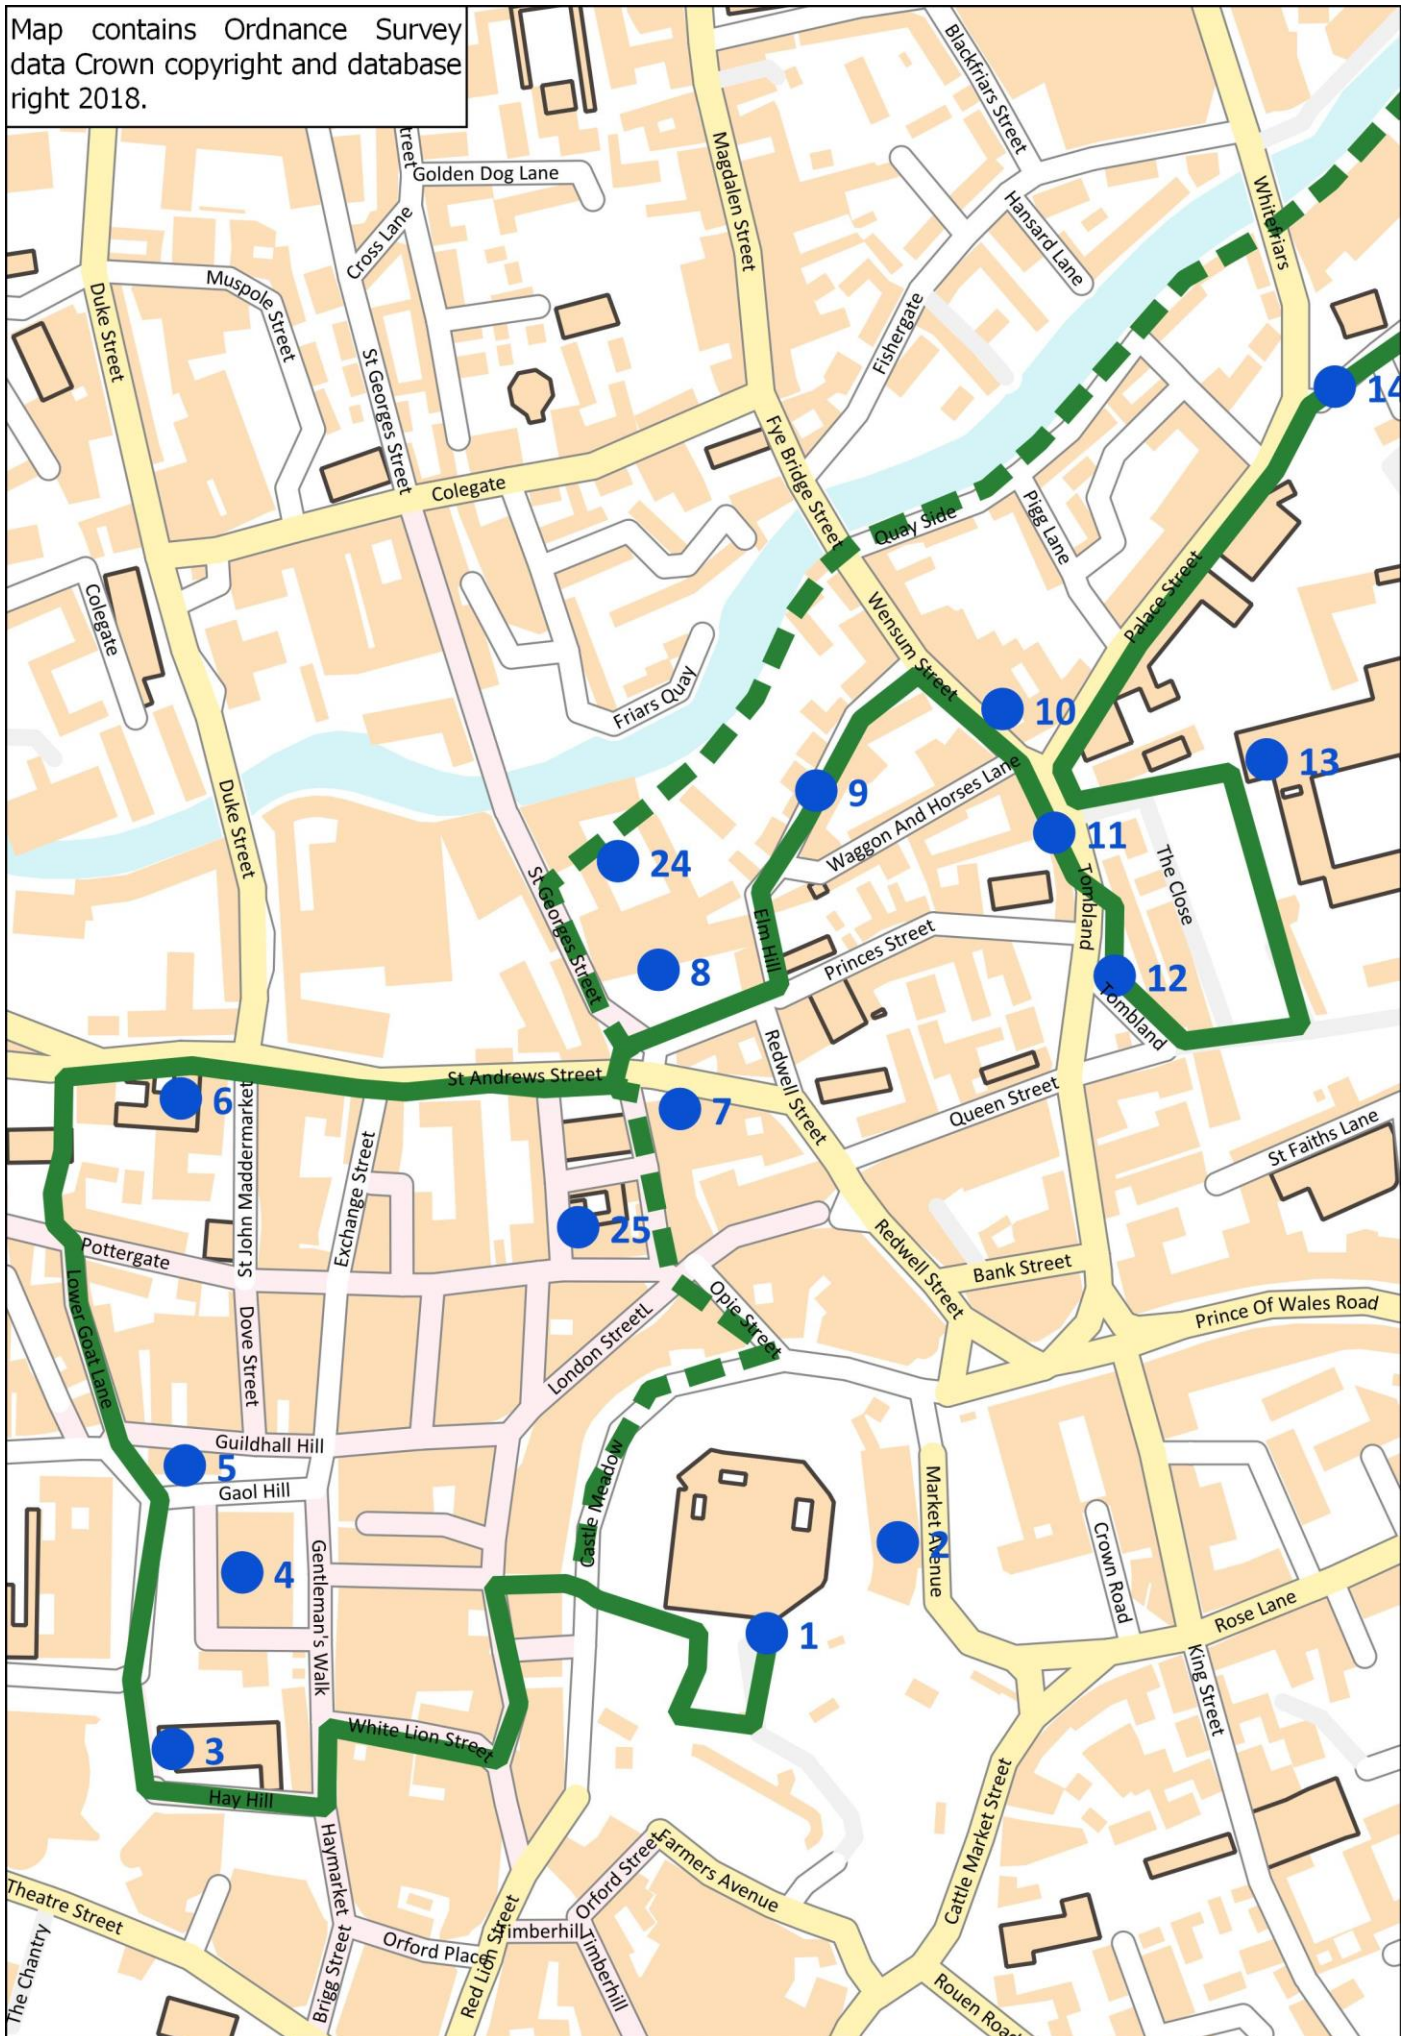 Map contains Ordnance Survey
data Crown copyright and database
right 2018.
Blackfriars Street
treet
Golden Dog Lane
Magdalen Street
Hansard Lane
Whitefriars
Cross Lane
Muspole Street
Duke Street
St Georges Street
Fishergate
14
Colegate
Fye Bridge Street
Quay Side
Pigg Lane
Colegate
Palace Street
Wensum Street
Friars Quay
10
13
9
Waggon And Horses Lane
11
Duke Street
24
St Georges Street
The Close
Tombland
Elm Hill
Princes Street
8
12
Tombland
Redwell Street
St Andrews Street
6
7
Queen Street
St John Maddermarket
St Faiths Lane
Exchange Street
25
Pottergate
Redwell Street
Bank Street
Opie Street
Prince Of Wales Road
Lower Goat Lane
Dove Street
London StreetL
Guildhall Hill
5
Gaol Hill
Castle Meadow
Market Avenue
2
Crown Road
4
Gentleman's Walk
Rose Lane
1
King Street
White Lion Street
3
Hay Hill
Haymarket
Orford Street
Farmers Avenue
Cattle Market Street
Theatre Street
Timberhill
Orford Place
Red Lion Street
Timberhill
Brigg Street
The Chantry
Rouen Road